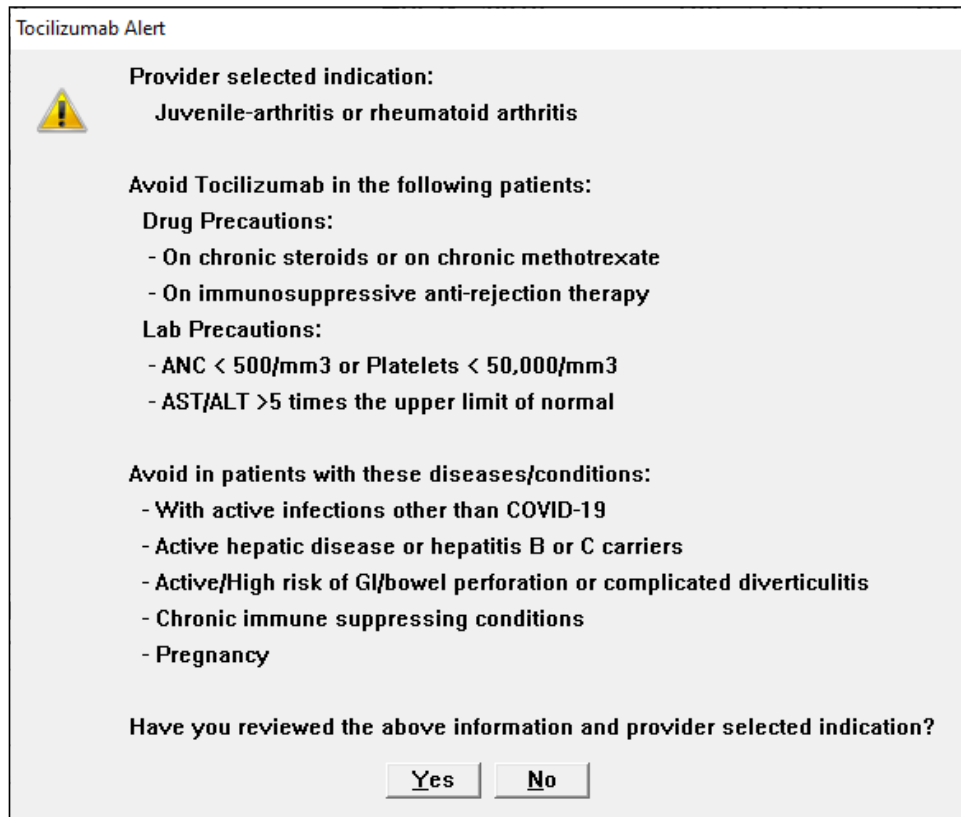 Tocilizumab Alert
Provider selected indication:
Juvenile-arthritis or rheumatoid arthritis
Avoid Tocilizumab in the following patients:
Drug Precautions:
- On chronic steroids or on chronic methotrexate
- On immunosuppressive anti-rejection therapy
Lab Precautions:
- ANC < 500/mm3 or Platelets < 50,000/mm3
- AST/ALT >5 times the upper limit of normal
Avoid in patients with these diseases/conditions:
- With active infections other than COVID-19
- Active hepatic disease or hepatitis B or C carriers
- Active/High risk of GI/bowel perforation or complicated diverticulitis
- Chronic immune suppressing conditions
- Pregnancy
Have you reviewed the above information and provider selected indication?
Yes No